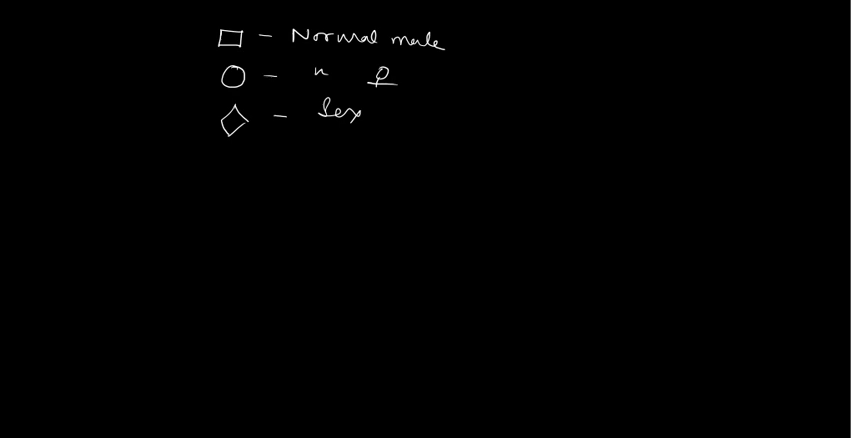 □ - Normal male
○ - " ♀
◇ - Sex